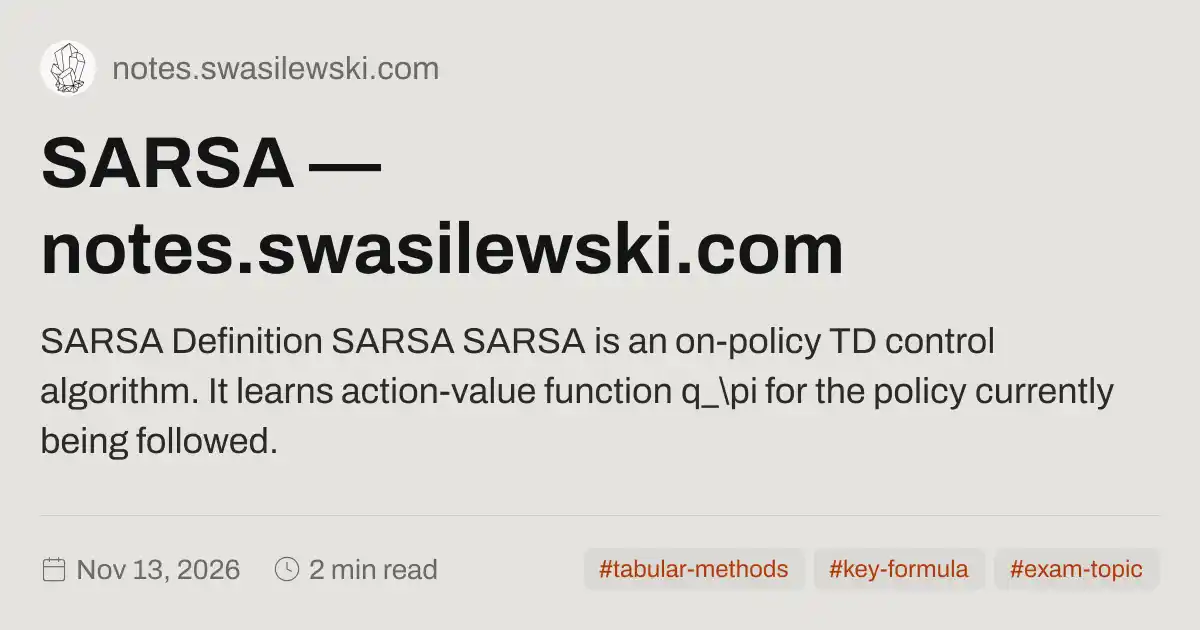 notes.swasilewski.com
SARSA —
notes.swasilewski.com
SARSA Definition SARSA SARSA is an on-policy TD control
algorithm. It learns action-value function q_\pi for the policy currently
being followed.
Nov 13, 2026 2 min read #tabular-methods #key-formula #exam-topic